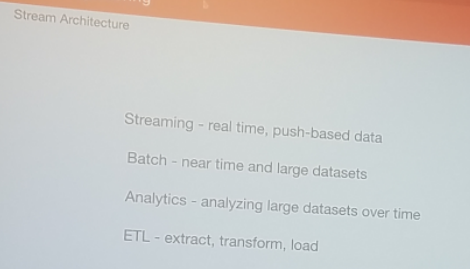 Stream Architecture
Streaming - real time, push-based data
Batch - near time and large datasets
Analytics - analyzing large datasets over time
ETL - extract, transform, load